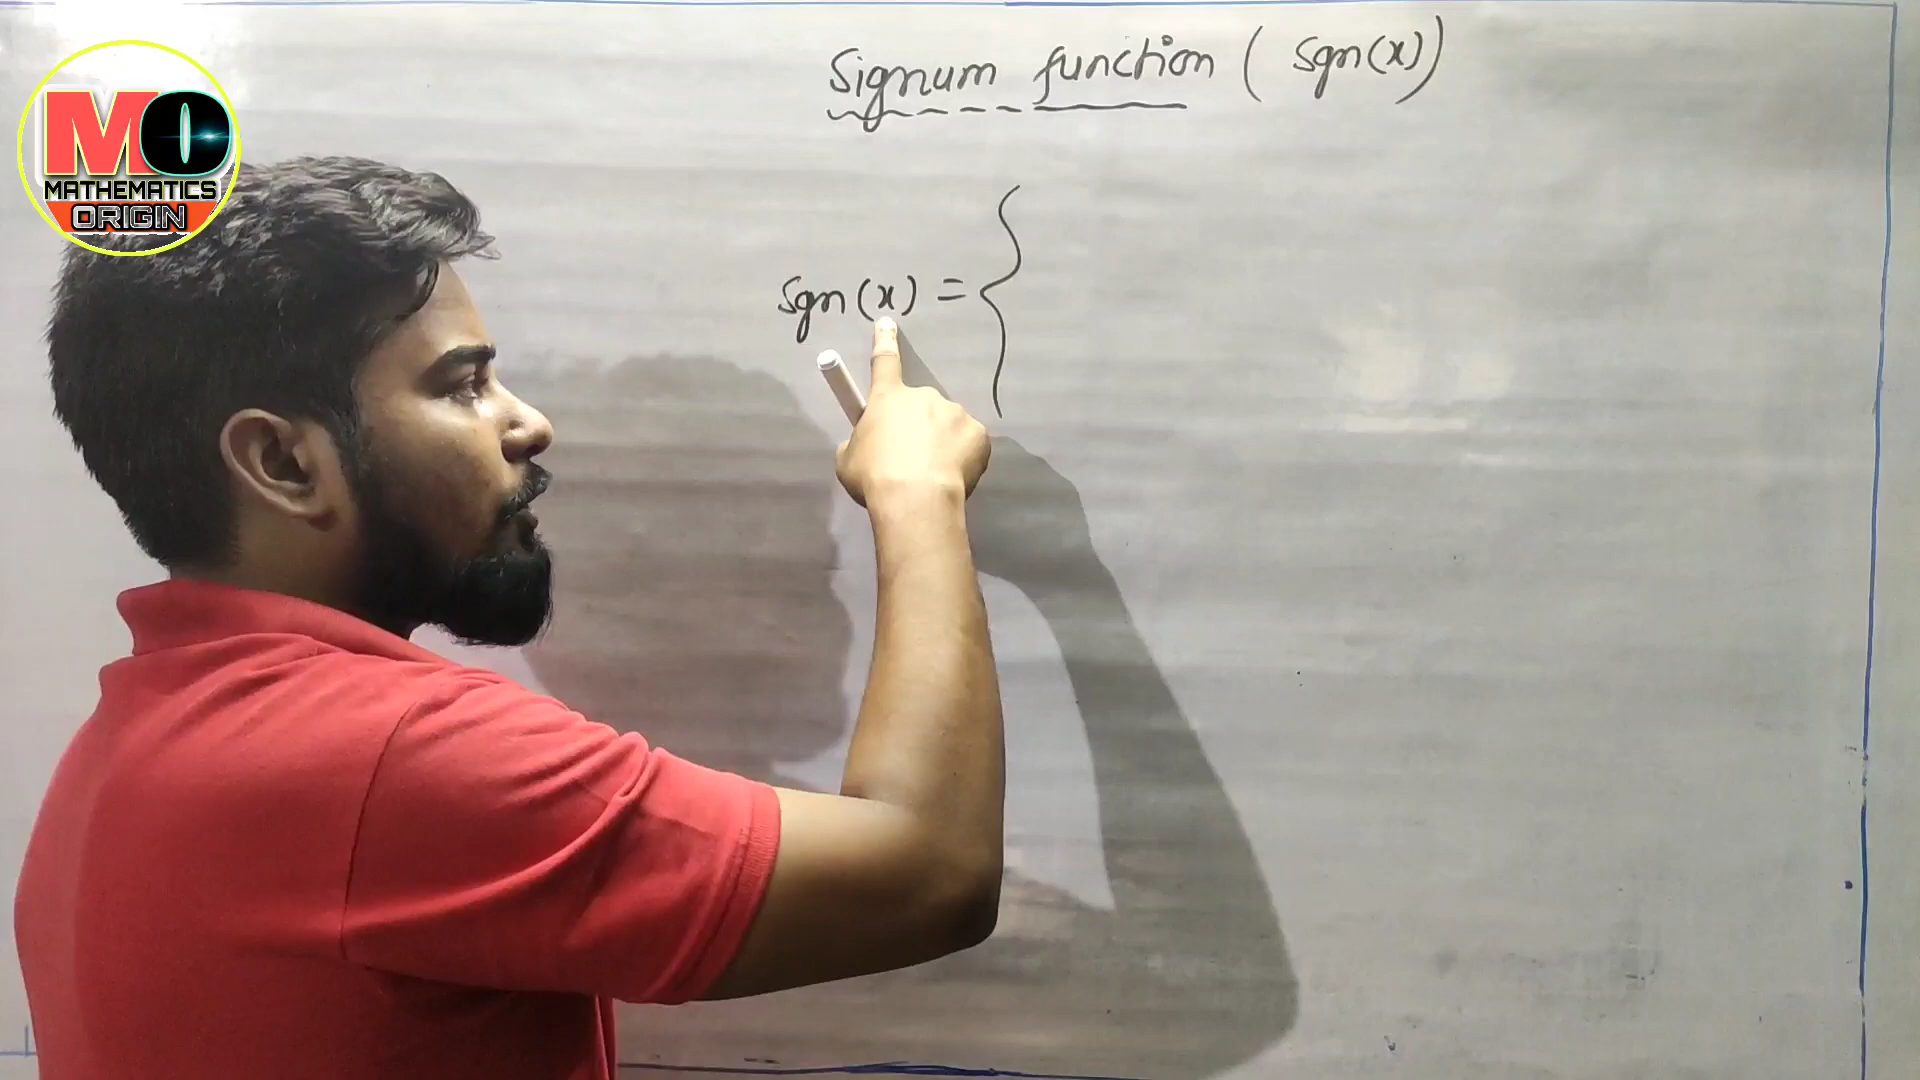 MO
MATHEMATICS
ORIGIN
Signum function ( Sgn(x))
Sgn(x) = {